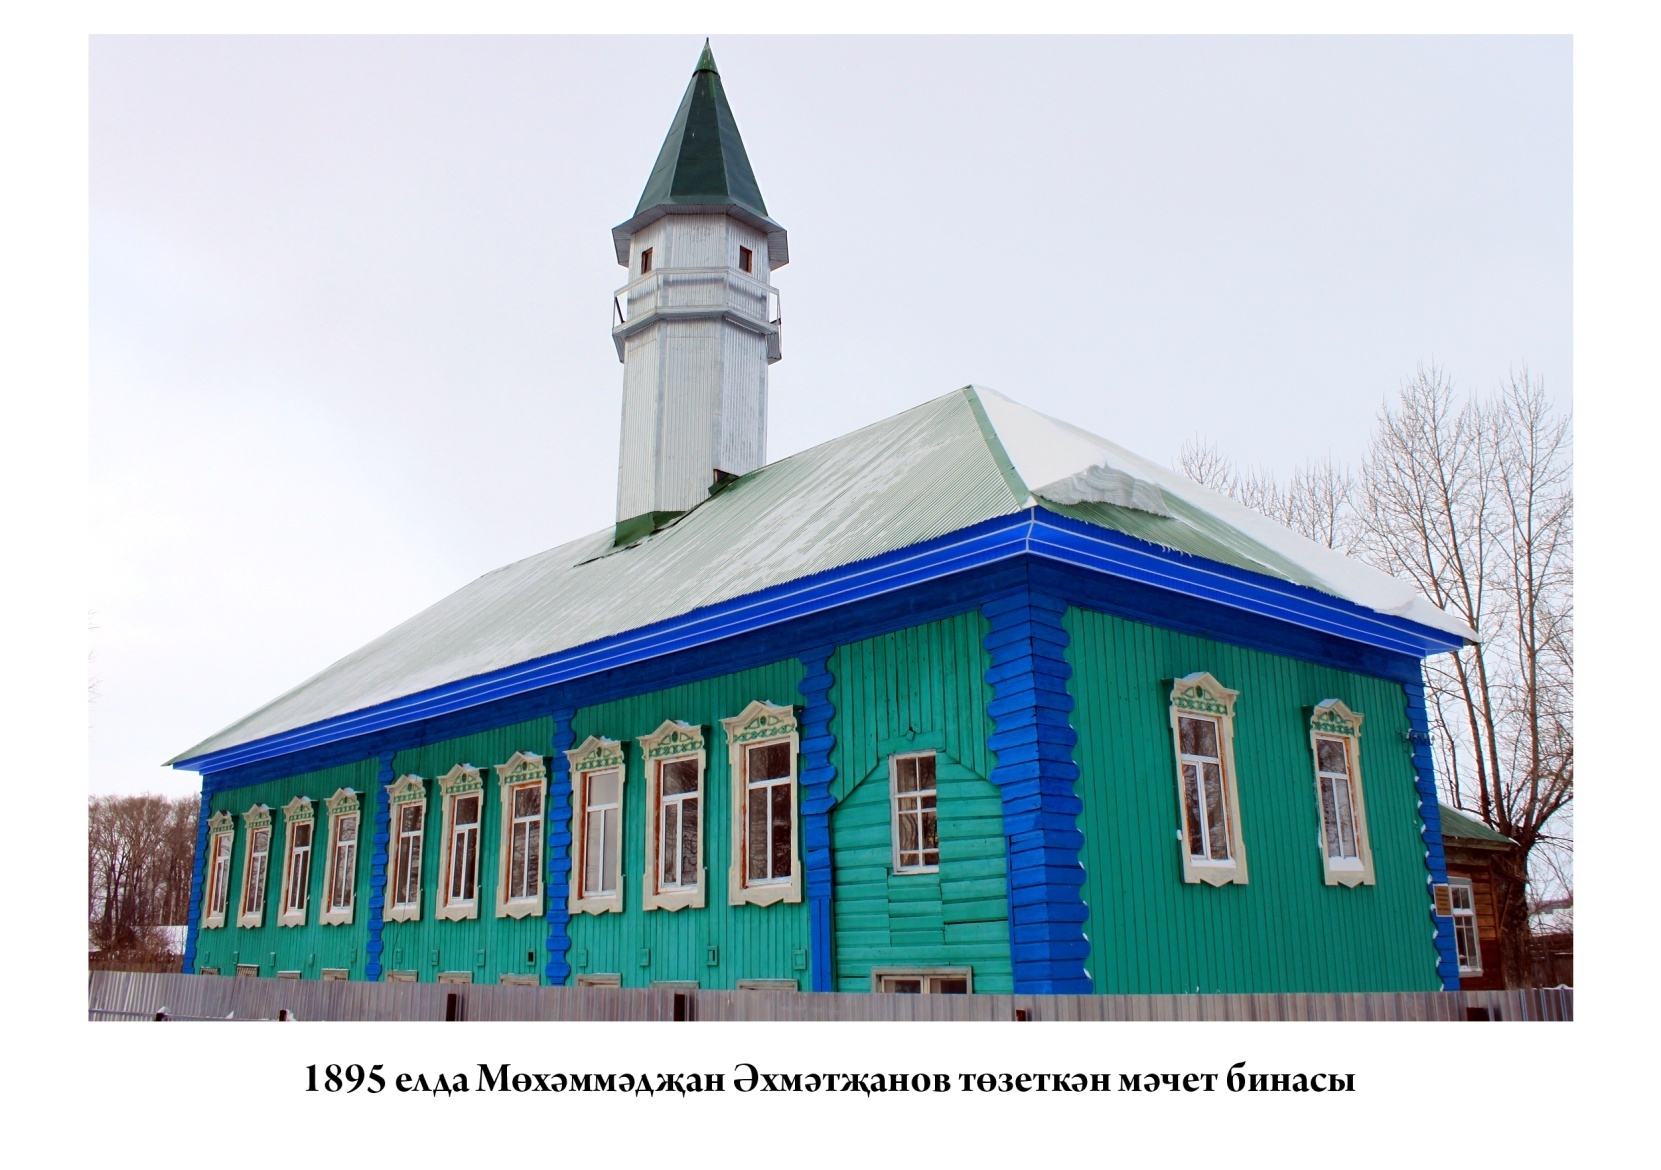 1895 елда Мөхәммәдҗан Әхмәтҗанов төзеткән мәчет бинасы